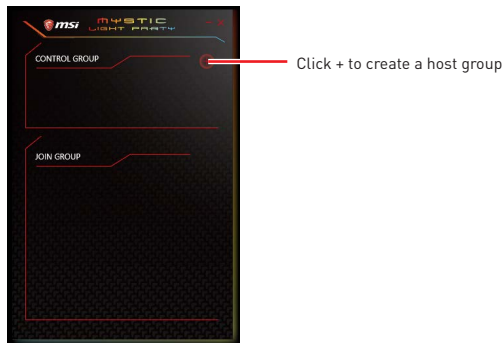 msi MYSTIC
LIGHT PARTY
CONTROL GROUP
Click + to create a host group
JOIN GROUP